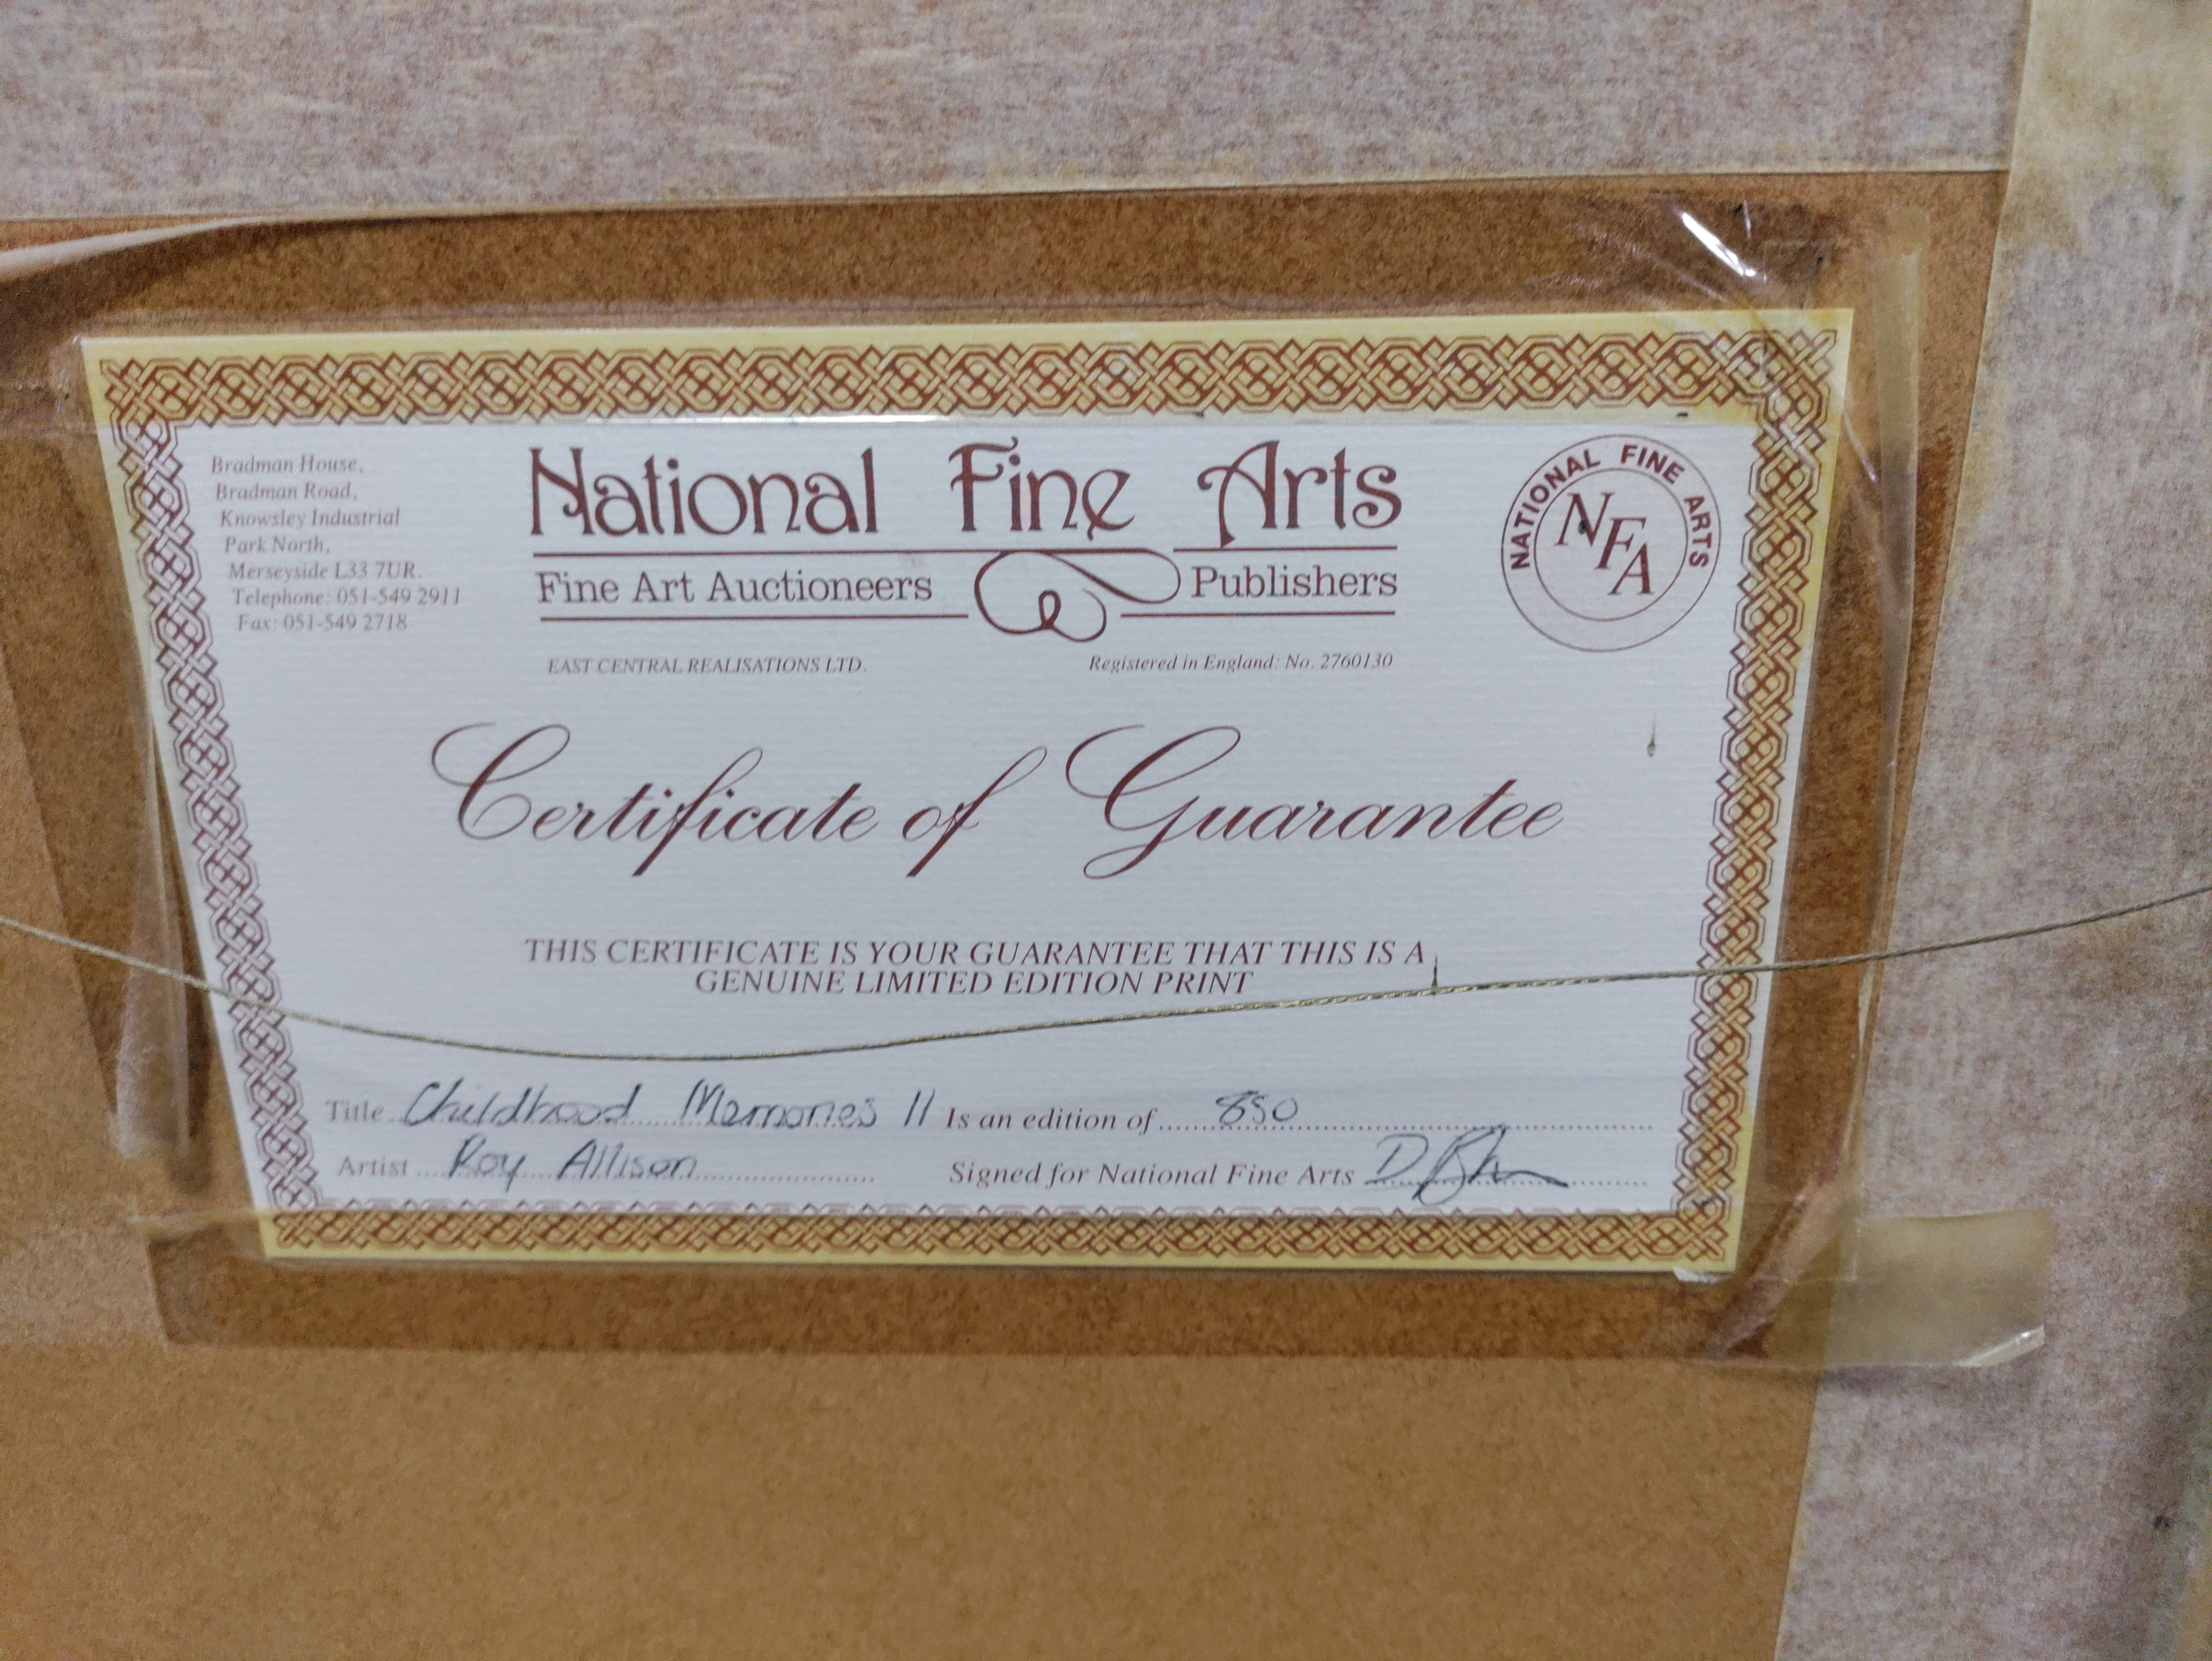 Bradman House,
Bradman Road,
Knowsley Industrial
Park North,
Merseyside L33 7UR.
Telephone: 051-549 2911
Fax: 051-549 2718
National Fine Arts
Fine Art Auctioneers Publishers
EAST CENTRAL REALISATIONS LTD. Registered in England: No. 2760130
NATIONAL FINE ARTS
NFA
Certificate of Guarantee
THIS CERTIFICATE IS YOUR GUARANTEE THAT THIS IS A
GENUINE LIMITED EDITION PRINT
Title Childhood Memories II Is an edition of 850
Artist Roy Allison Signed for National Fine Arts